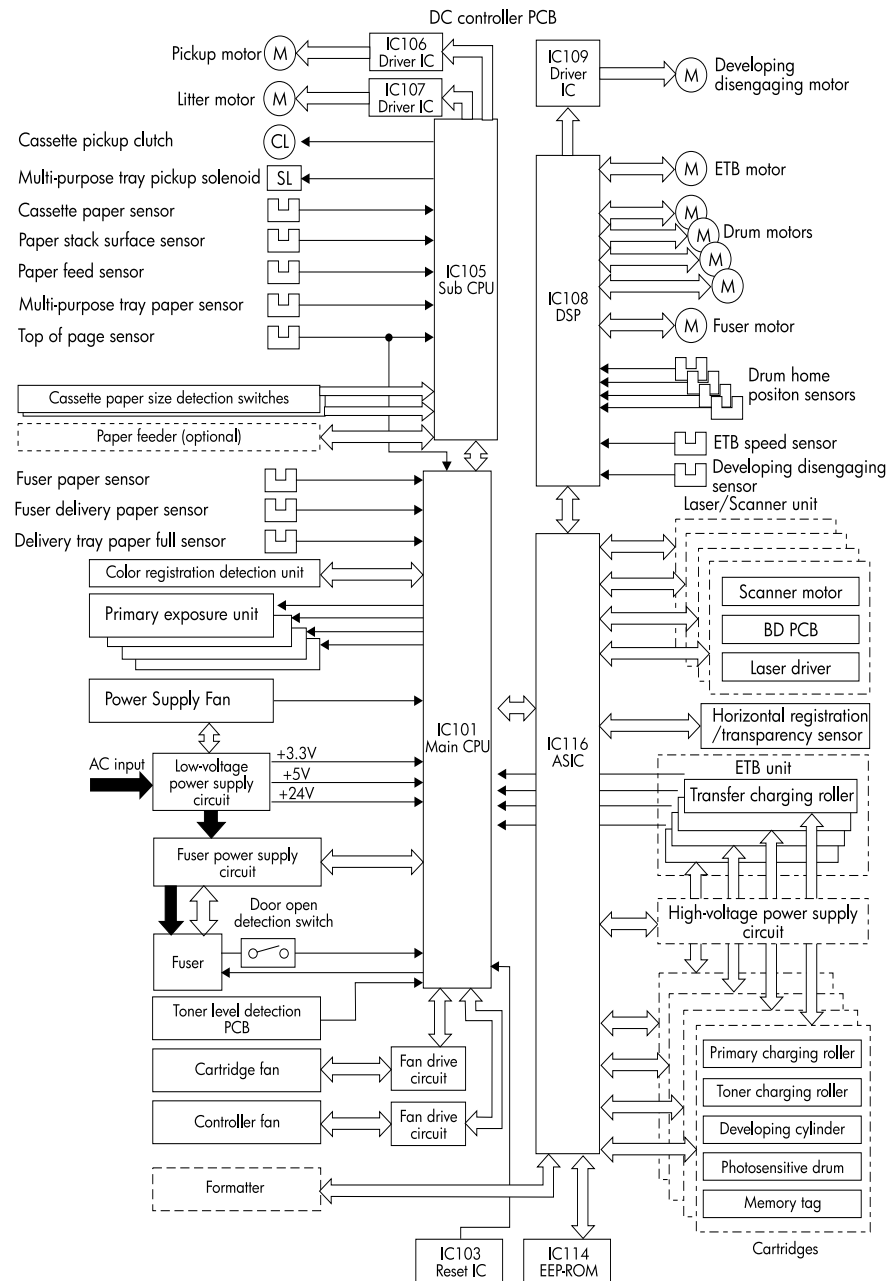 DC controller PCB
Pickup motor
M
IC106
Driver IC
Litter motor
M
IC107
Driver IC
Cassette pickup clutch
CL
Multi-purpose tray pickup solenoid
SL
Cassette paper sensor
Paper stack surface sensor
Paper feed sensor
Multi-purpose tray paper sensor
Top of page sensor
IC105
Sub CPU
Cassette paper size detection switches
Paper feeder (optional)
Fuser paper sensor
Fuser delivery paper sensor
Delivery tray paper full sensor
Color registration detection unit
Primary exposure unit
Power Supply Fan
IC101
Main CPU
AC input
Low-voltage
power supply
circuit
+3.3V
+5V
+24V
Fuser power supply
circuit
Door open
detection switch
Fuser
Toner level detection
PCB
Cartridge fan
Fan drive
circuit
Controller fan
Fan drive
circuit
Formatter
IC103
Reset IC
IC114
EEP-ROM
IC109
Driver
IC
M
Developing
disengaging motor
M
ETB motor
M
M
M
M
Drum motors
IC108
DSP
M
Fuser motor
Drum home
positon sensors
ETB speed sensor
Developing disengaging
sensor
Laser/Scanner unit
Scanner motor
BD PCB
Laser driver
IC116
ASIC
Horizontal registration
/transparency sensor
ETB unit
Transfer charging roller
High-voltage power supply
circuit
Primary charging roller
Toner charging roller
Developing cylinder
Photosensitive drum
Memory tag
Cartridges